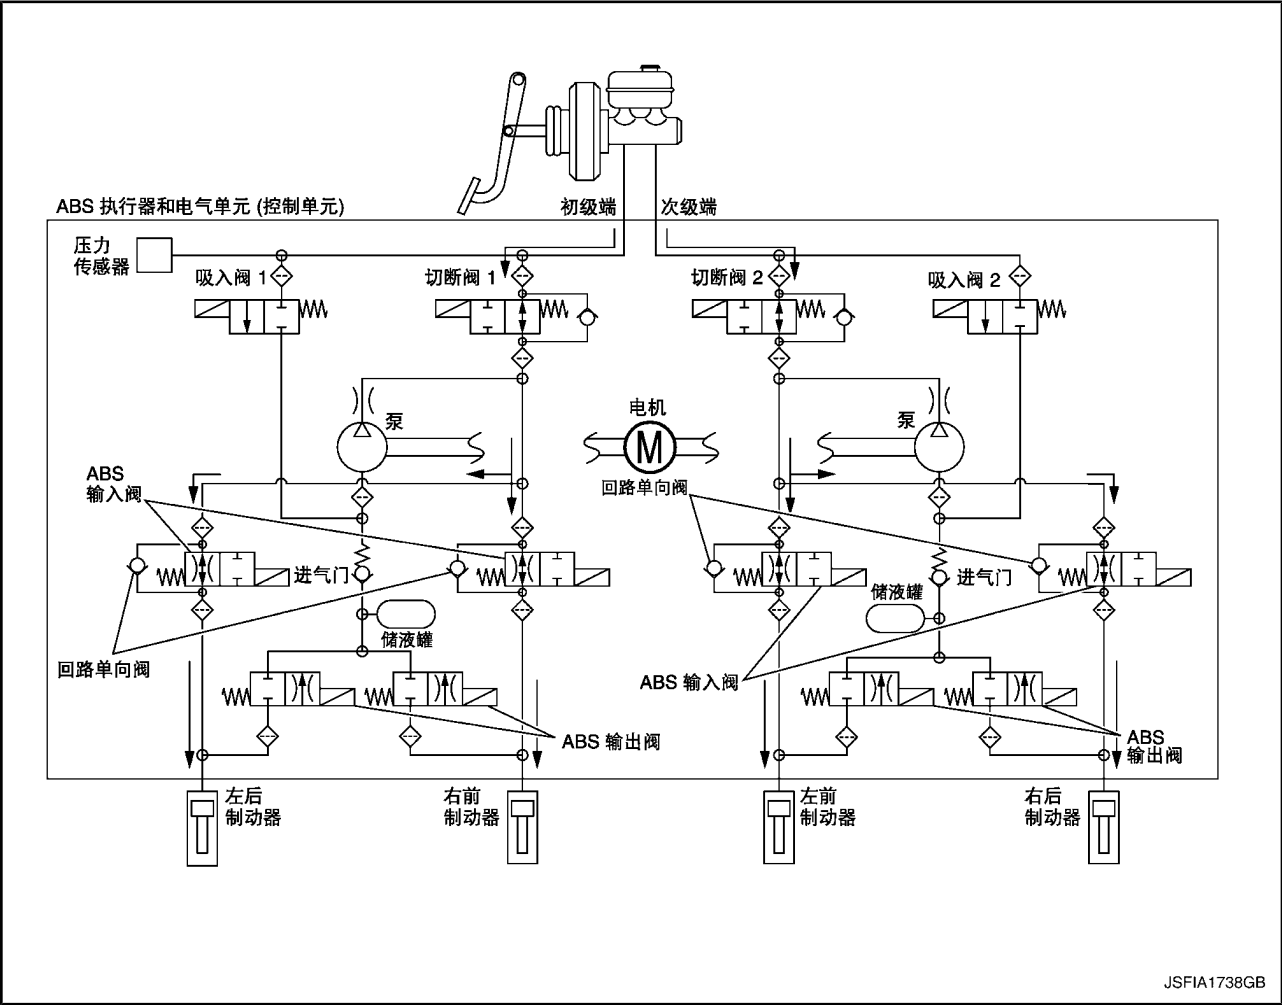 初级端 次级端
ABS 执行器和电气单元 (控制单元)
压力
传感器
吸入阀 1
切断阀 1
切断阀 2
吸入阀 2
泵
电机
M
泵
ABS
输入阀
回路单向阀
进气门
储液罐
进气门
储液罐
回路单向阀
ABS 输入阀
ABS 输出阀
ABS
输出阀
左后
制动器
右前
制动器
左前
制动器
右后
制动器
JSFIA1738GB